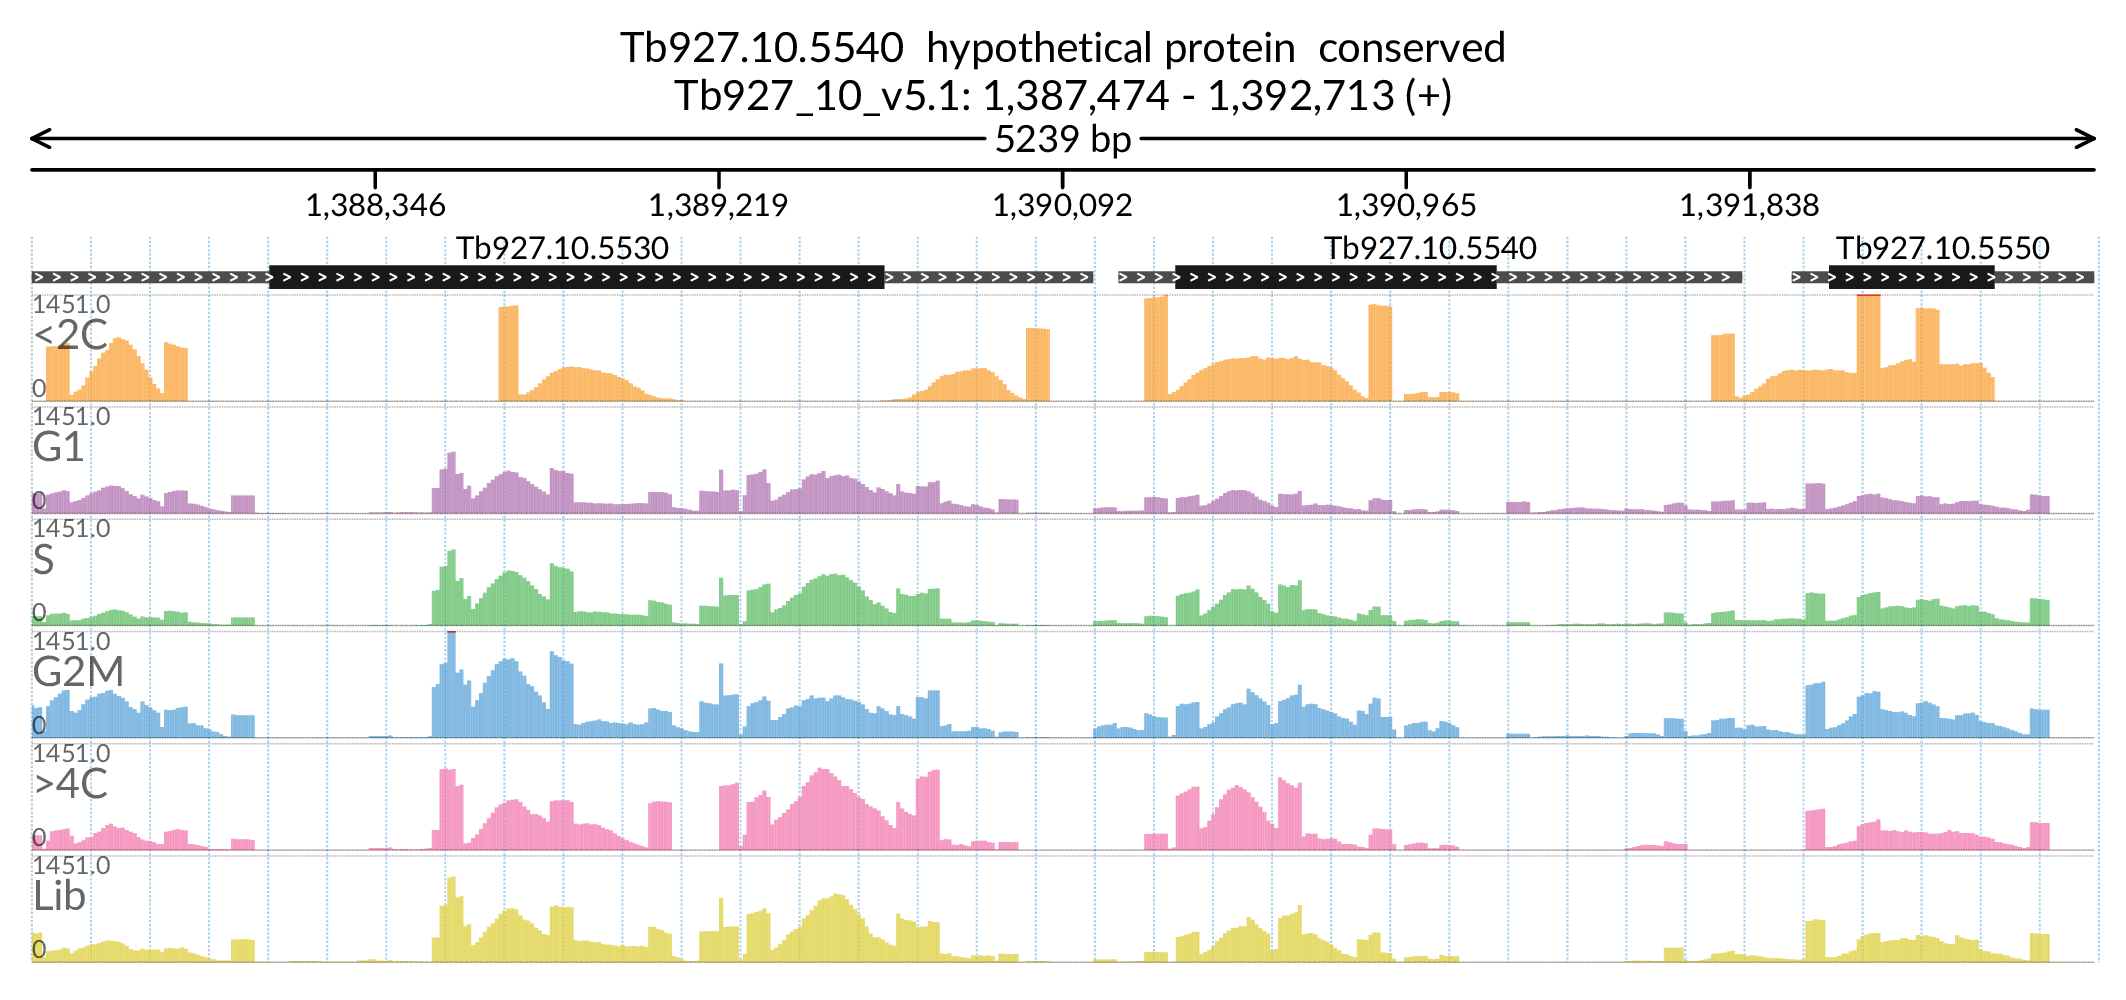 Tb927.10.5540  hypothetical protein  conserved
Tb927_10_v5.1: 1,387,474 - 1,392,713 (+)
5239 bp
1,388,346 1,389,219 1,390,092 1,390,965 1,391,838
Tb927.10.5530 Tb927.10.5540 Tb927.10.5550
1451.0
<2C
0
1451.0
G1
0
1451.0
S
0
1451.0
G2M
0
1451.0
>4C
0
1451.0
Lib
0